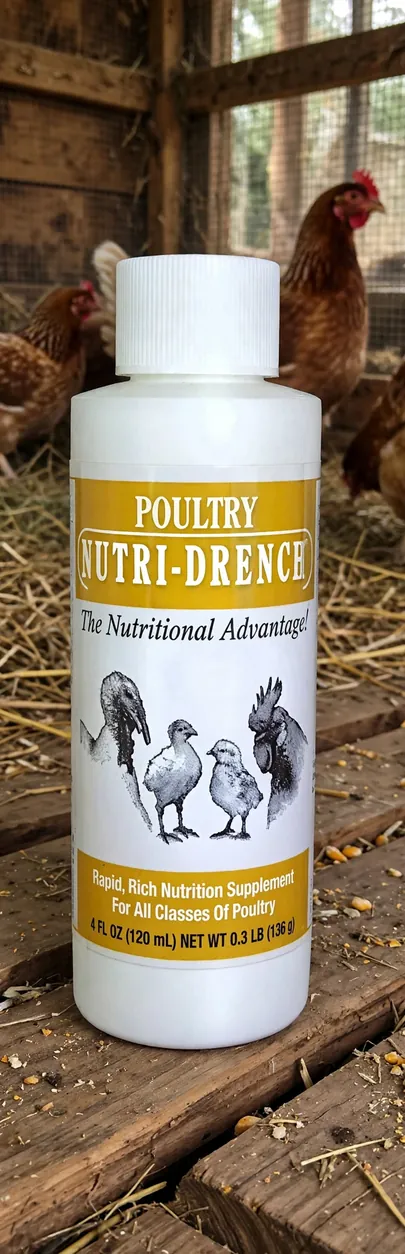 POULTRY
NUTRI-DRENCH
The Nutritional Advantage!
Rapid, Rich Nutrition Supplement
For All Classes Of Poultry
4 FL OZ (120 mL) NET WT 0.3 LB (136 g)